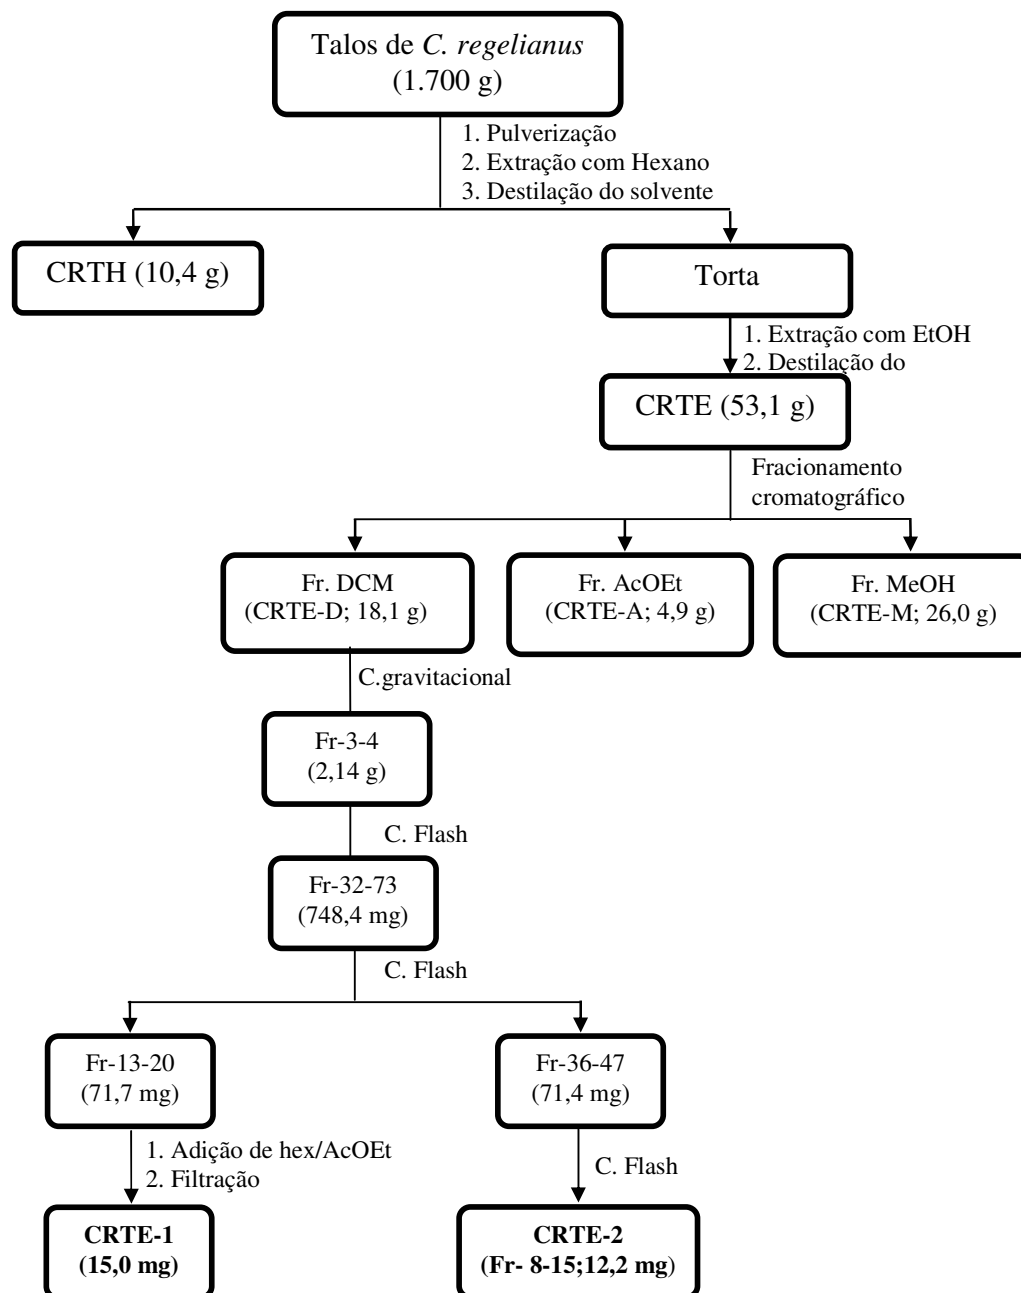 Talos de C. regelianus
(1.700 g)
1. Pulverização
2. Extração com Hexano
3. Destilação do solvente
CRTH (10,4 g)
Torta
1. Extração com EtOH
2. Destilação do
CRTE (53,1 g)
Fracionamento
cromatográfico
Fr. DCM
(CRTE-D; 18,1 g)
Fr. AcOEt
(CRTE-A; 4,9 g)
Fr. MeOH
(CRTE-M; 26,0 g)
C.gravitacional
Fr-3-4
(2,14 g)
C. Flash
Fr-32-73
(748,4 mg)
C. Flash
Fr-13-20
(71,7 mg)
Fr-36-47
(71,4 mg)
1. Adição de hex/AcOEt
2. Filtração
C. Flash
CRTE-1
(15,0 mg)
CRTE-2
(Fr- 8-15;12,2 mg)